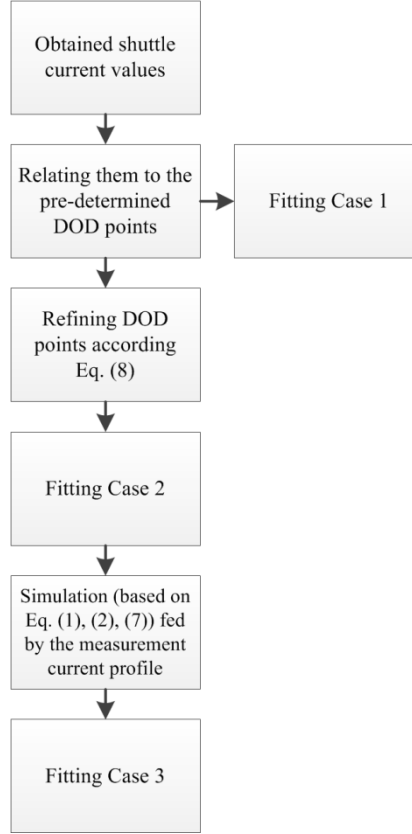 Obtained shuttle
current values
Relating them to the
pre-determined
DOD points
Fitting Case 1
Refining DOD
points according
Eq. (8)
Fitting Case 2
Simulation (based on
Eq. (1), (2), (7)) fed
by the measurement
current profile
Fitting Case 3